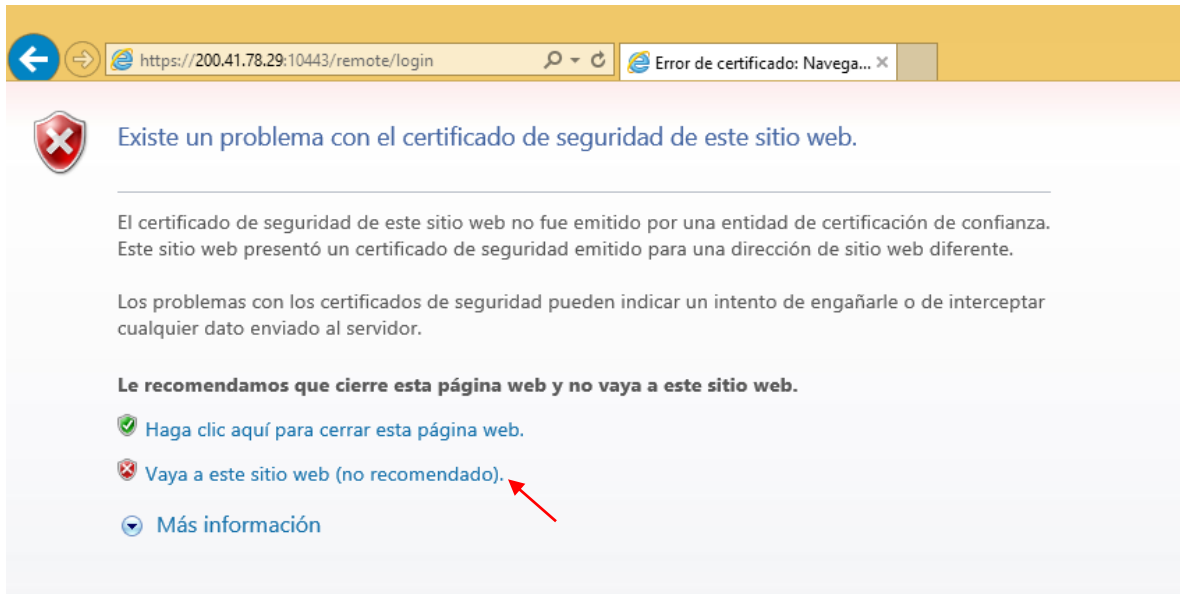 https://200.41.78.29:10443/remote/login
Error de certificado: Navega...
Existe un problema con el certificado de seguridad de este sitio web.
El certificado de seguridad de este sitio web no fue emitido por una entidad de certificación de confianza.
Este sitio web presentó un certificado de seguridad emitido para una dirección de sitio web diferente.
Los problemas con los certificados de seguridad pueden indicar un intento de engañarle o de interceptar
cualquier dato enviado al servidor.
Le recomendamos que cierre esta página web y no vaya a este sitio web.
Haga clic aquí para cerrar esta página web.
Vaya a este sitio web (no recomendado).
Más información